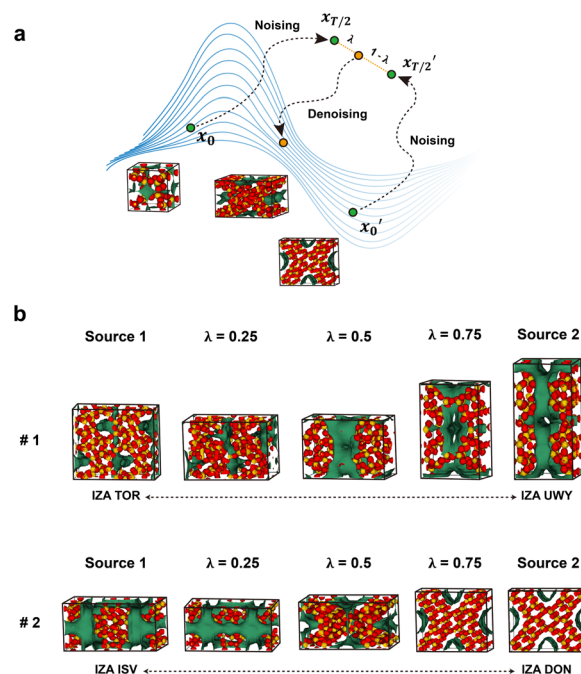 a
Noising
x_{T/2}
λ
1-λ
x_{T/2}'
Denoising
Noising
x_0
x_0'
b
Source 1 λ = 0.25 λ = 0.5 λ = 0.75 Source 2
# 1
IZA TOR IZA UWY
Source 1 λ = 0.25 λ = 0.5 λ = 0.75 Source 2
# 2
IZA ISV IZA DON